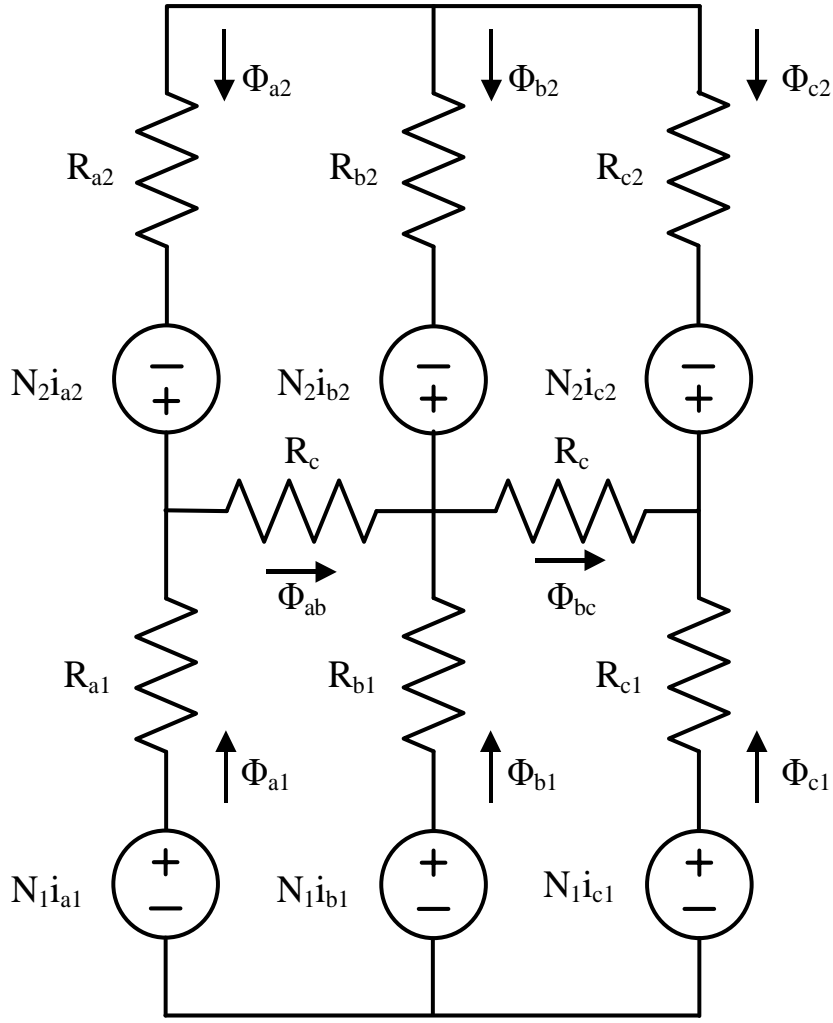 Φa2 Φb2 Φc2
Ra2 Rb2 Rc2
N2ia2 N2ib2 N2ic2
− − −
+ + +
Rc Rc
Φab Φbc
Ra1 Rb1 Rc1
Φa1 Φb1 Φc1
+ + +
N1ia1 N1ib1 N1ic1
− − −